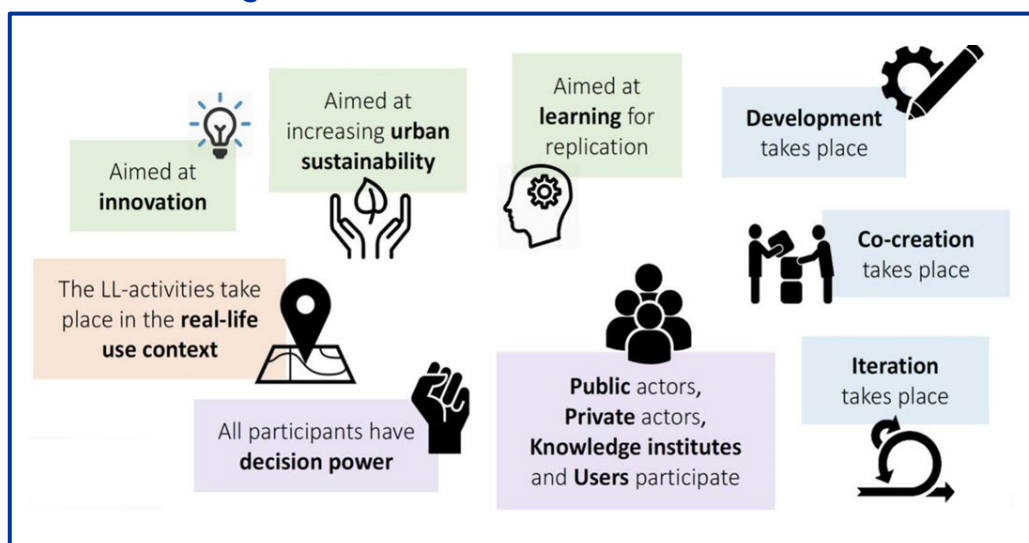 Aimed at
innovation
Aimed at
increasing urban
sustainability
Aimed at
learning for
replication
Development
takes place
Co-creation
takes place
The LL-activities take
place in the real-life
use context
All participants have
decision power
Public actors,
Private actors,
Knowledge institutes
and Users participate
Iteration
takes place